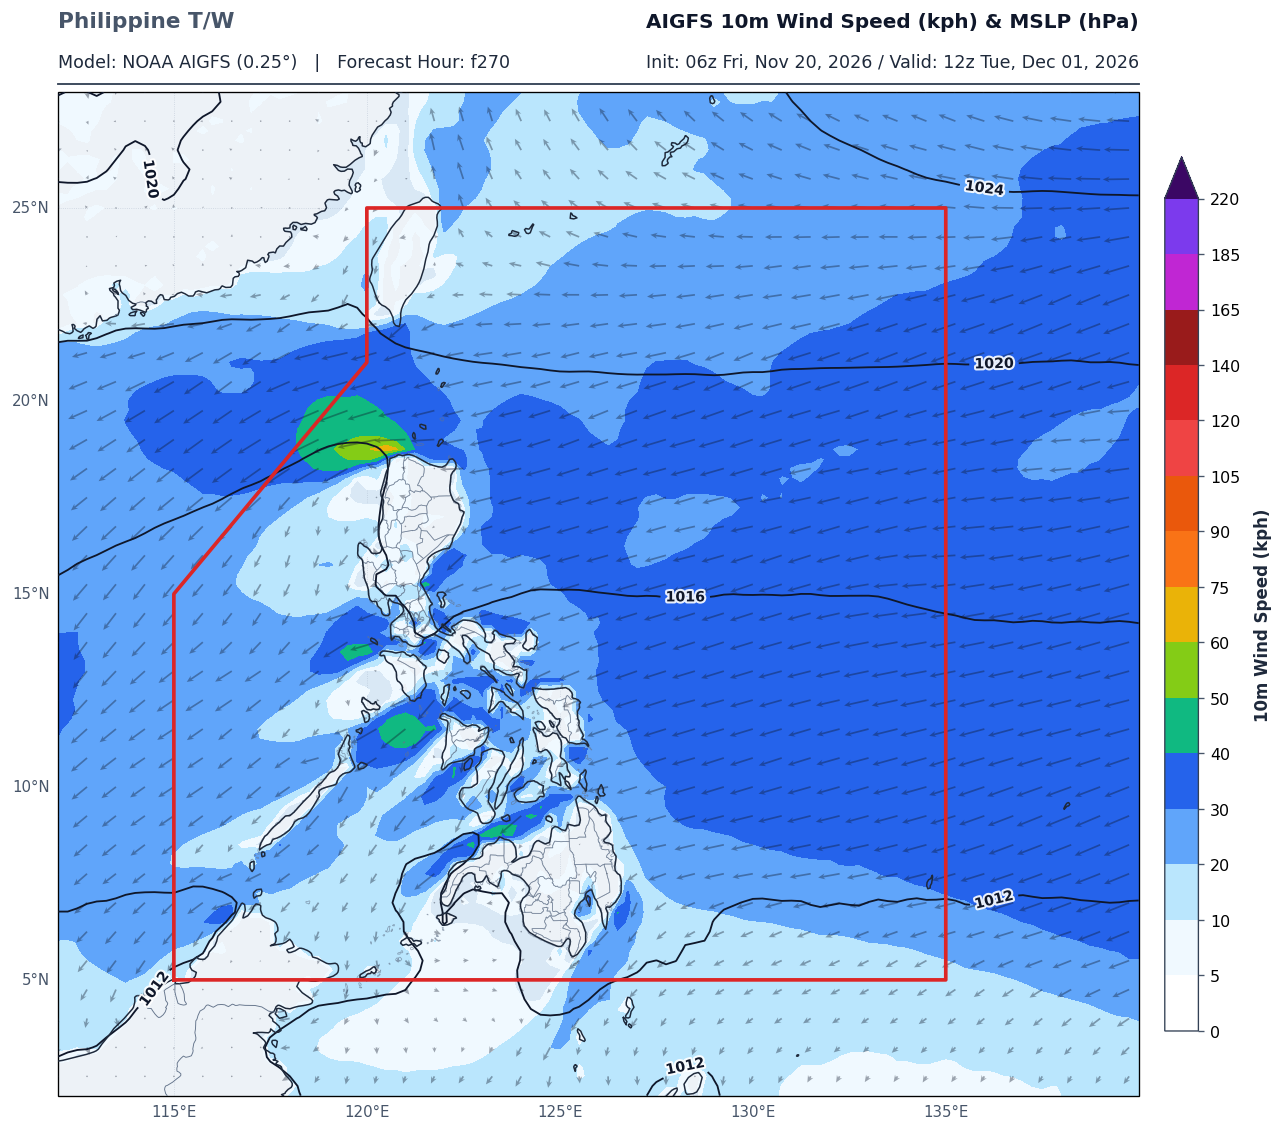 Philippine T/W
AIGFS 10m Wind Speed (kph) & MSLP (hPa)
Model: NOAA AIGFS (0.25°)   |   Forecast Hour: f270
Init: 06z Fri, Nov 20, 2026 / Valid: 12z Tue, Dec 01, 2026
25°N
20°N
15°N
10°N
5°N
115°E
120°E
125°E
130°E
135°E
1020
1024
1020
1016
1012
1012
1012
220
185
165
140
120
105
90
75
60
50
40
30
20
10
5
0
10m Wind Speed (kph)